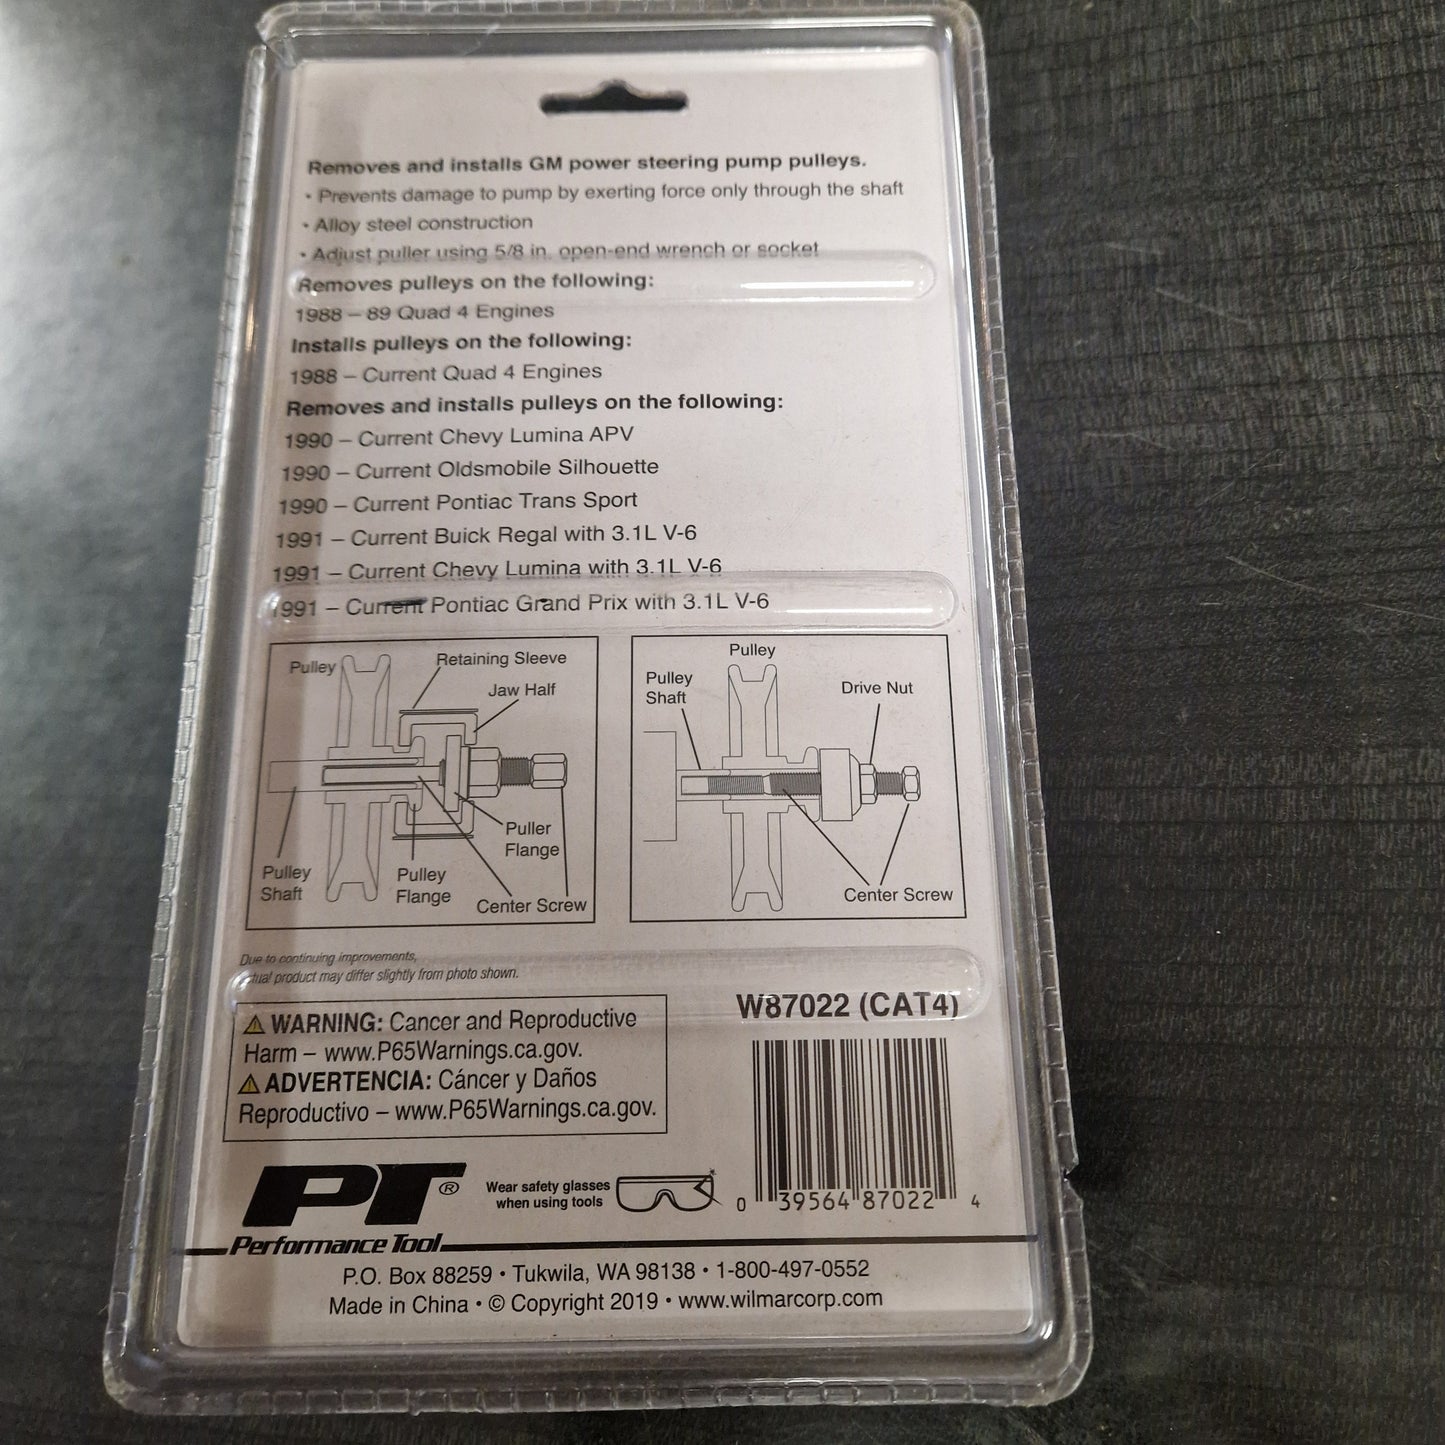 Removes and installs GM power steering pump pulleys.
• Prevents damage to pump by exerting force only through the shaft
• Alloy steel construction
• Adjust puller using 5/8 in. open-end wrench or socket
Removes pulleys on the following:
1988 – 89 Quad 4 Engines
Installs pulleys on the following:
1988 – Current Quad 4 Engines
Removes and installs pulleys on the following:
1990 – Current Chevy Lumina APV
1990 – Current Oldsmobile Silhouette
1990 – Current Pontiac Trans Sport
1991 – Current Buick Regal with 3.1L V-6
1991 – Current Chevy Lumina with 3.1L V-6
1991 – Current Pontiac Grand Prix with 3.1L V-6
Pulley
Retaining Sleeve
Jaw Half
Puller
Flange
Pulley
Shaft
Pulley
Flange
Center Screw
Pulley
Pulley
Shaft
Drive Nut
Center Screw
Due to continuing improvements,
actual product may differ slightly from photo shown.
W87022 (CAT4)
⚠ WARNING: Cancer and Reproductive
Harm – www.P65Warnings.ca.gov.
⚠ ADVERTENCIA: Cáncer y Daños
Reproductivo – www.P65Warnings.ca.gov.
0 39564 87022 4
PT®
Performance Tool
Wear safety glasses
when using tools
P.O. Box 88259 • Tukwila, WA 98138 • 1-800-497-0552
Made in China • © Copyright 2019 • www.wilmarcorp.com